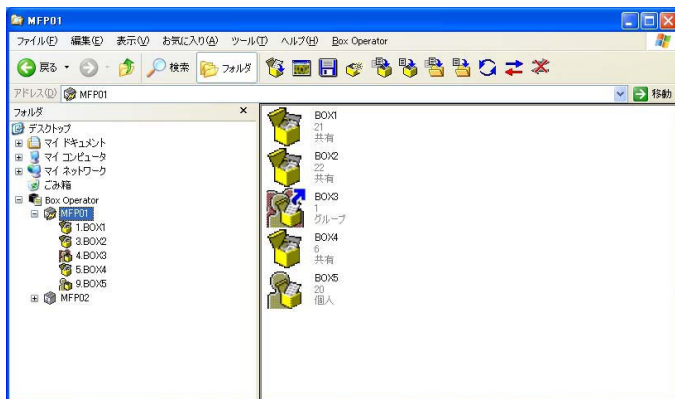 MFP01
ファイル(F) 編集(E) 表示(V) お気に入り(A) ツール(T) ヘルプ(H) Box Operator
戻る 検索 フォルダ
アドレス(D) MFP01 移動
フォルダ ×
デスクトップ
マイ ドキュメント
マイ コンピュータ
マイ ネットワーク
ごみ箱
Box Operator
MFP01
1.BOX1
3.BOX2
4.BOX3
5.BOX4
9.BOX5
MFP02
BOX1
21
共有
BOX2
22
共有
BOX3
1
グループ
BOX4
6
共有
BOX5
20
個人